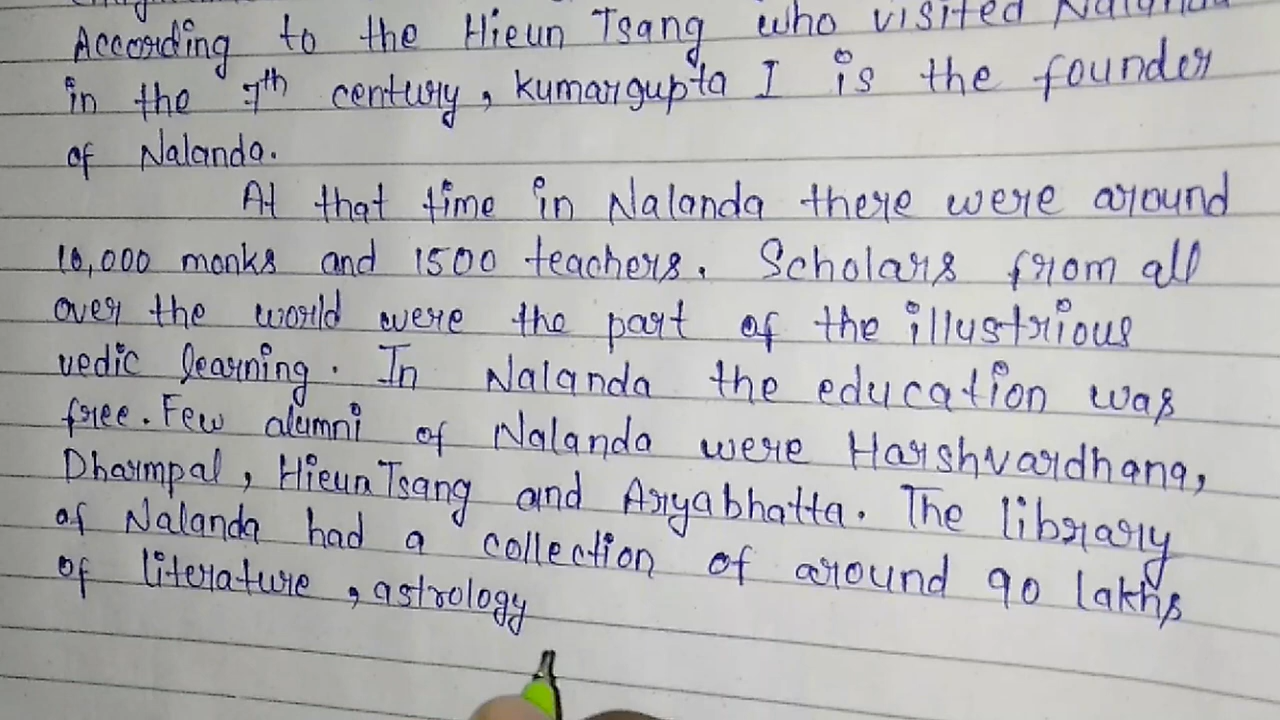 According to the Hieun Tsang who visited Nalanda
in the 7th century, Kumargupta I is the founder
of Nalanda.
At that time in Nalanda there were around
10,000 monks and 1500 teachers. Scholars from all
over the world were the part of the illustrious
vedic learning. In Nalanda the education was
free. Few alumni of Nalanda were Harshvardhana,
Dharmpal, Hieun Tsang and Aryabhatta. The library
of Nalanda had a collection of around 90 lakhs
of literature, astrology